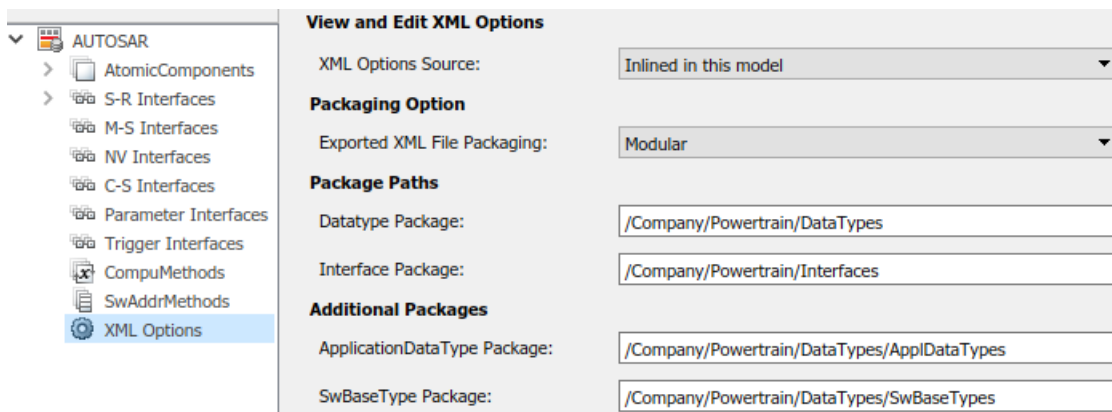 AUTOSAR
AtomicComponents
S-R Interfaces
M-S Interfaces
NV Interfaces
C-S Interfaces
Parameter Interfaces
Trigger Interfaces
CompuMethods
SwAddrMethods
XML Options
View and Edit XML Options
XML Options Source: Inlined in this model
Packaging Option
Exported XML File Packaging: Modular
Package Paths
Datatype Package: /Company/Powertrain/DataTypes
Interface Package: /Company/Powertrain/Interfaces
Additional Packages
ApplicationDataType Package: /Company/Powertrain/DataTypes/ApplDataTypes
SwBaseType Package: /Company/Powertrain/DataTypes/SwBaseTypes